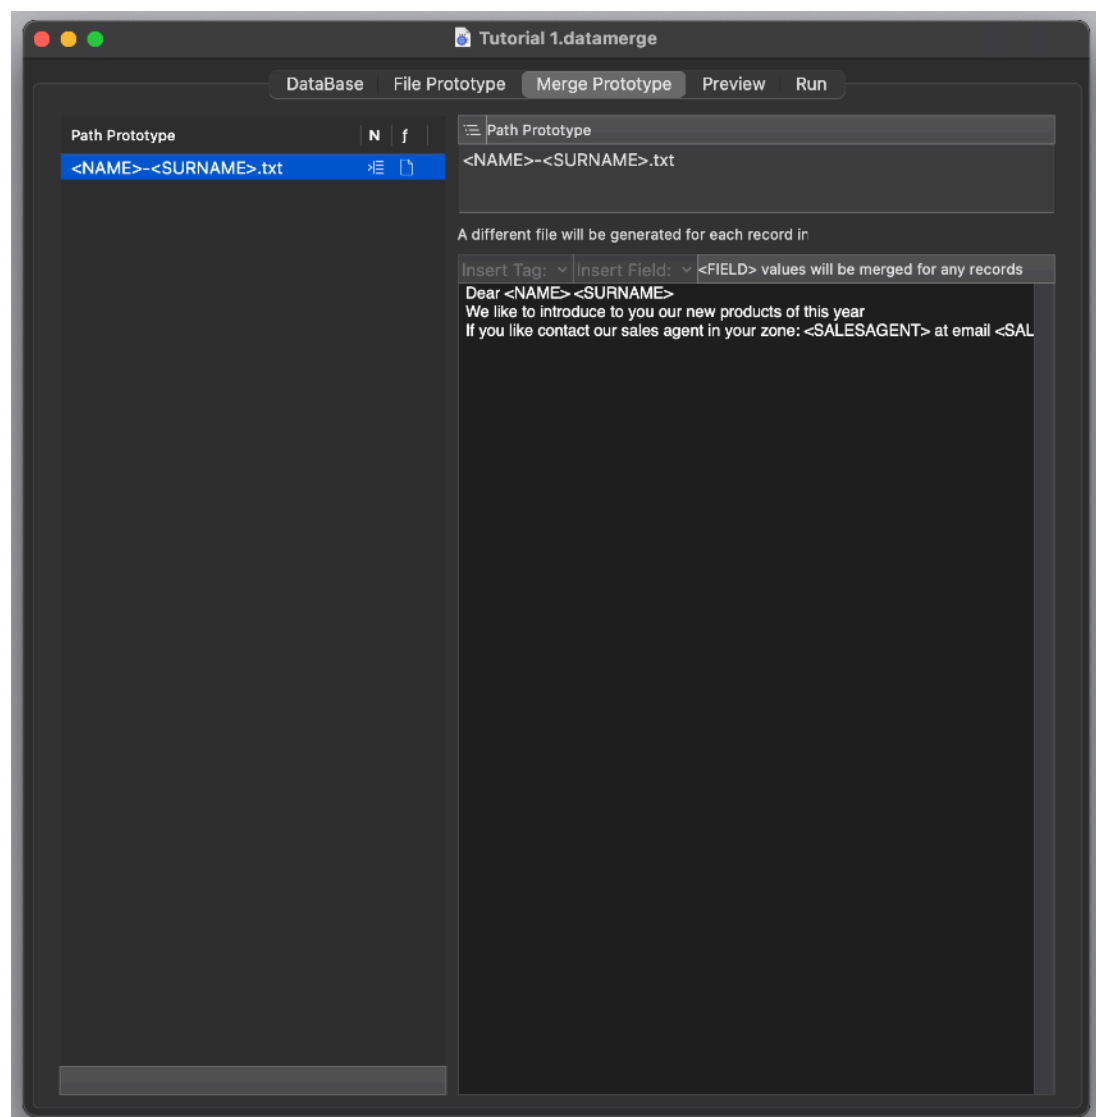 Tutorial 1.datamerge
DataBase File Prototype Merge Prototype Preview Run
Path Prototype N f
<NAME>-<SURNAME>.txt
Path Prototype
<NAME>-<SURNAME>.txt
A different file will be generated for each record in
Insert Tag: Insert Field: <FIELD> values will be merged for any records
Dear <NAME> <SURNAME>
We like to introduce to you our new products of this year
If you like contact our sales agent in your zone: <SALESAGENT> at email <SAL